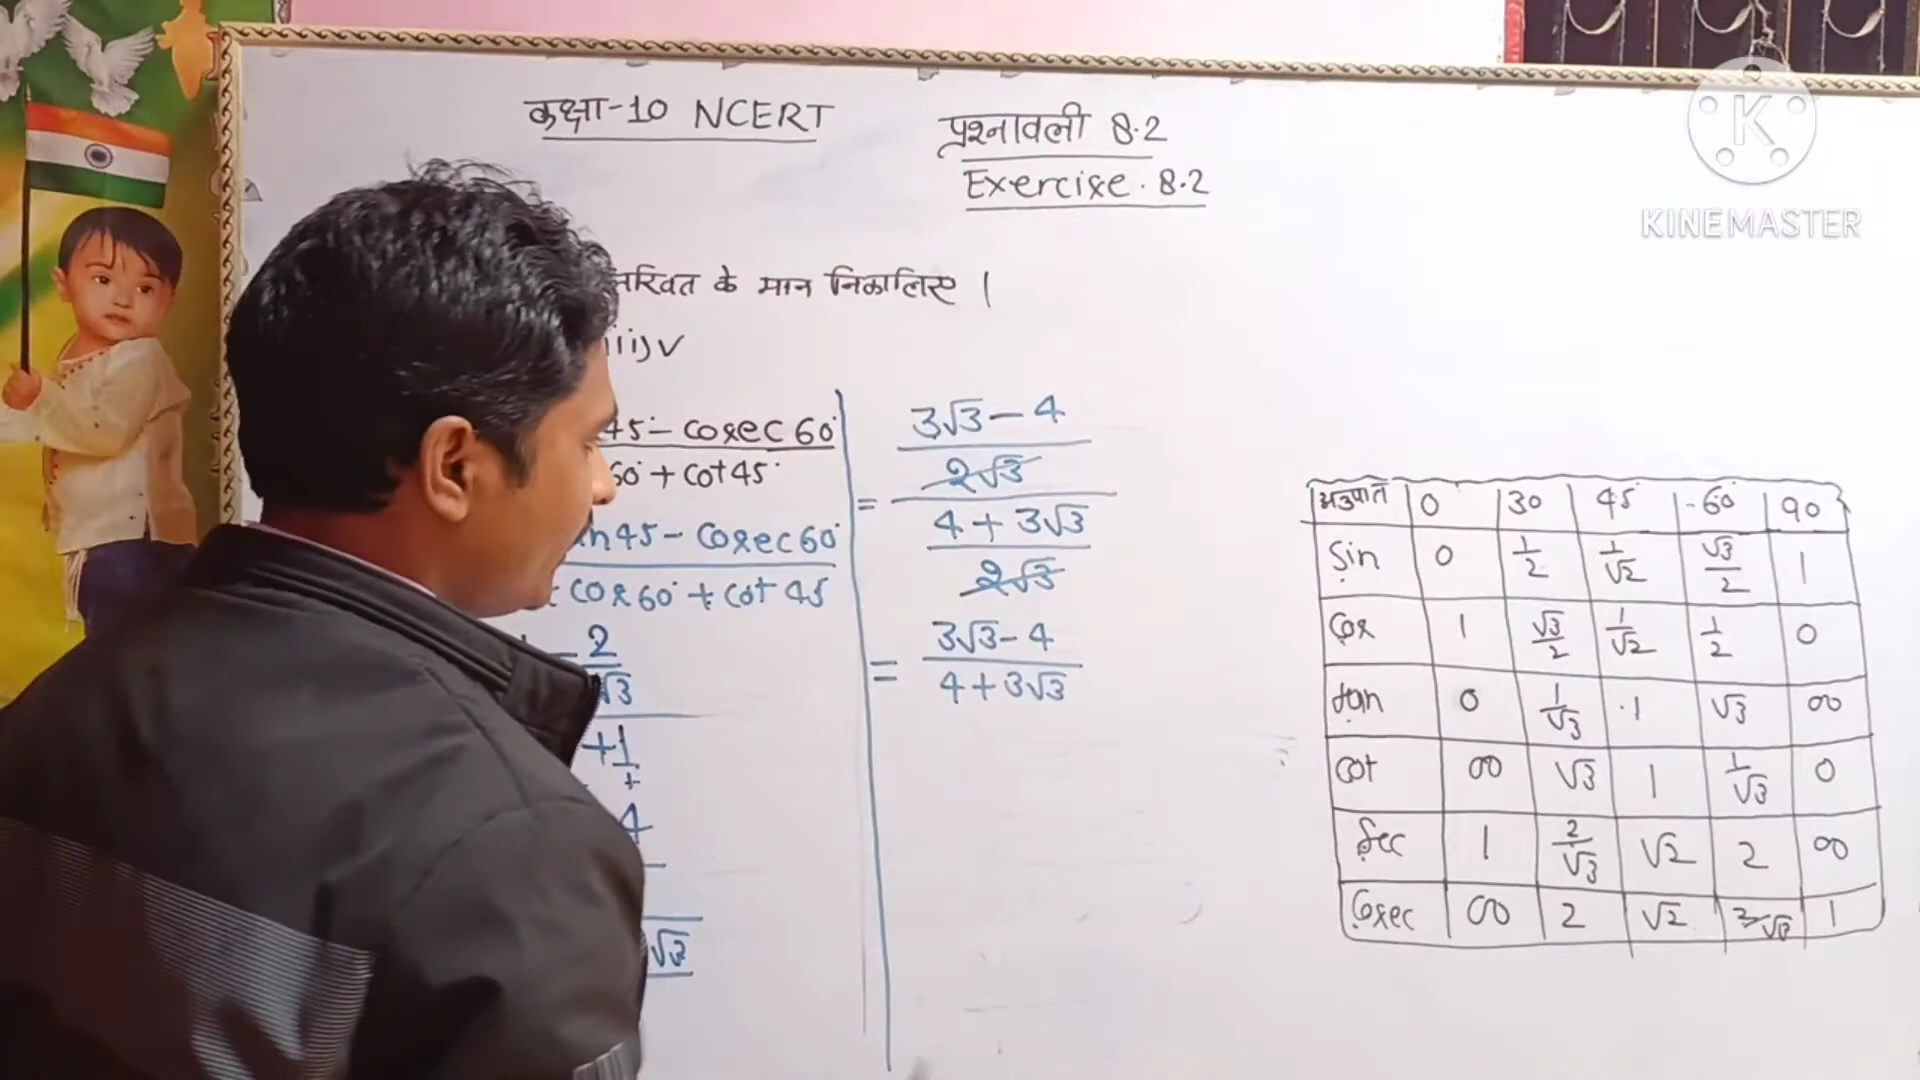 कक्षा-10 NCERT
प्रश्नावली 8.2
Exercise. 8.2
K
KINEMASTER
के मान निकालिए |
iii) v
45° - Cosec 60°
60° + Cot 45°
45 - Cosec 60°
Cos 60° + Cot 45
- 2
√3
+ 1
4
√3
3√3 - 4
2√3
=
4 + 3√3
2√3
= 3√3 - 4
4 + 3√3
अनुपात 0 30 45 60 90
Sin 0 1/2 1/√2 √3/2 1
Cos 1 √3/2 1/√2 1/2 0
tan 0 1/√3 1 √3 ∞
Cot ∞ √3 1 1/√3 0
Sec 1 2/√3 √2 2 ∞
Cosec ∞ 2 √2 2/√3 1